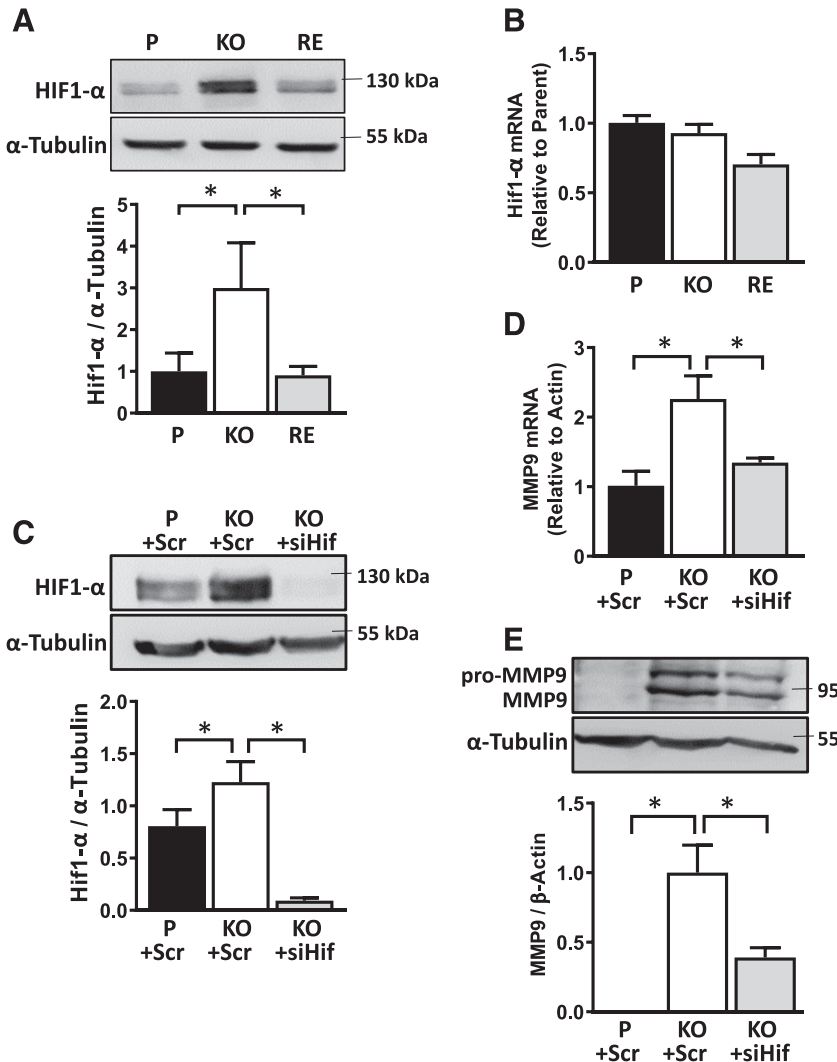 A
P KO RE
HIF1-α
130 kDa
α-Tubulin
55 kDa
Hif1-α / α-Tubulin
5
4
3
2
1
0
* *
P KO RE
B
Hif1-α mRNA
(Relative to Parent)
1.5
1.0
0.5
0.0
P KO RE
C
P KO KO
+Scr +Scr +siHif
HIF1-α
130 kDa
α-Tubulin
55 kDa
Hif1-α / α-Tubulin
2.0
1.5
1.0
0.5
0.0
* *
P KO KO
+Scr +Scr +siHif
D
MMP9 mRNA
(Relative to Actin)
3
2
1
0
* *
P KO KO
+Scr +Scr +siHif
E
pro-MMP9
MMP9
95
α-Tubulin
55
MMP9 / β-Actin
1.5
1.0
0.5
0.0
* *
P KO KO
+Scr +Scr +siHif